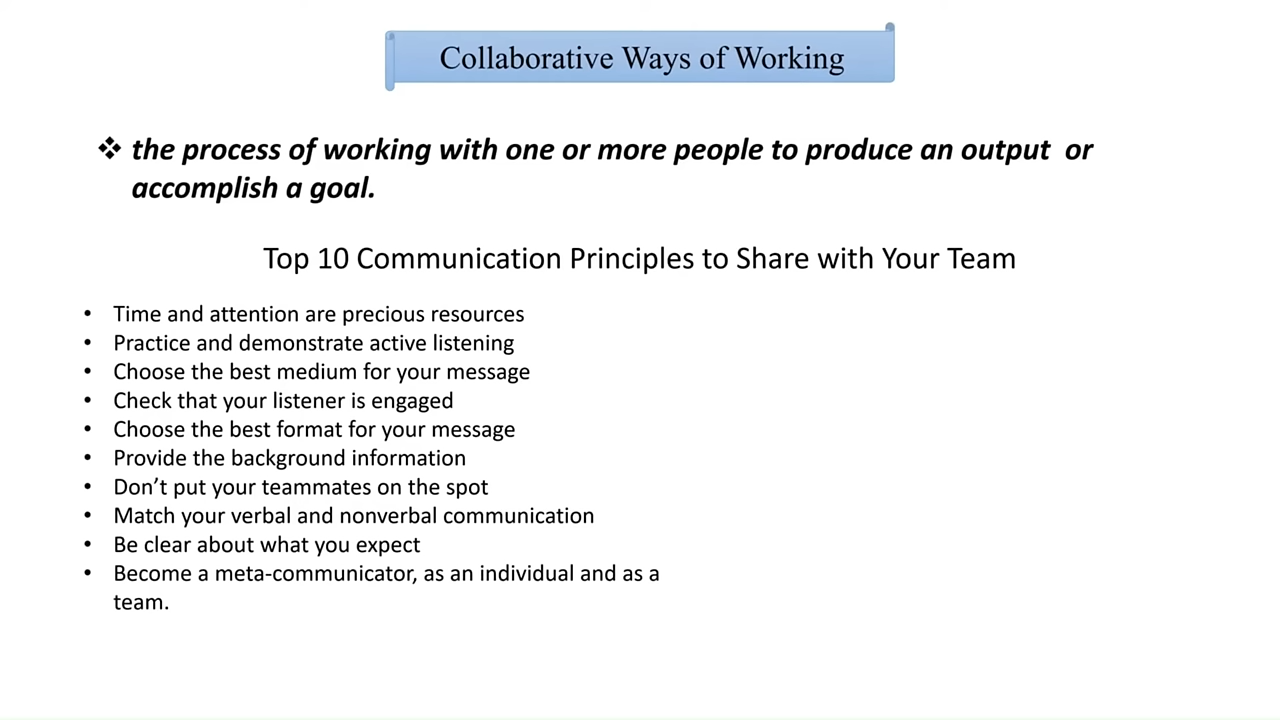 Collaborative Ways of Working
❖ the process of working with one or more people to produce an output or
accomplish a goal.
Top 10 Communication Principles to Share with Your Team
• Time and attention are precious resources
• Practice and demonstrate active listening
• Choose the best medium for your message
• Check that your listener is engaged
• Choose the best format for your message
• Provide the background information
• Don’t put your teammates on the spot
• Match your verbal and nonverbal communication
• Be clear about what you expect
• Become a meta-communicator, as an individual and as a
team.